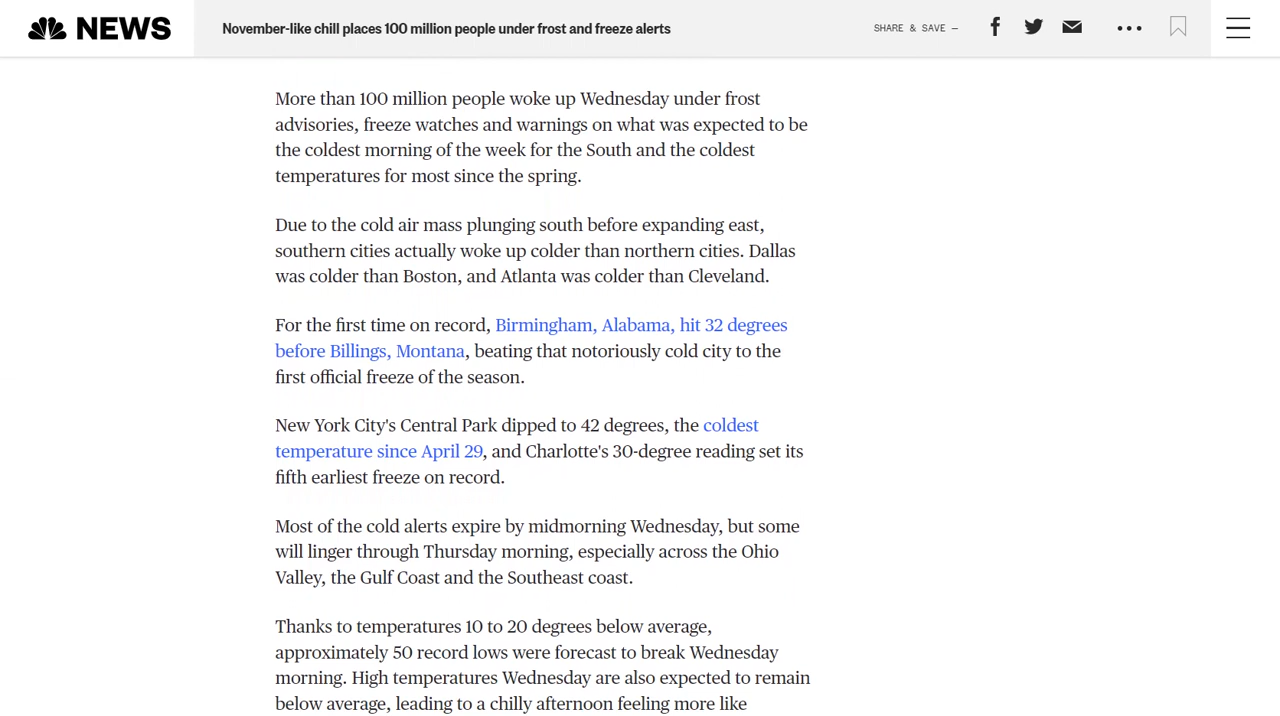 NEWS
November-like chill places 100 million people under frost and freeze alerts
SHARE & SAVE —
More than 100 million people woke up Wednesday under frost
advisories, freeze watches and warnings on what was expected to be
the coldest morning of the week for the South and the coldest
temperatures for most since the spring.
Due to the cold air mass plunging south before expanding east,
southern cities actually woke up colder than northern cities. Dallas
was colder than Boston, and Atlanta was colder than Cleveland.
For the first time on record, Birmingham, Alabama, hit 32 degrees
before Billings, Montana, beating that notoriously cold city to the
first official freeze of the season.
New York City's Central Park dipped to 42 degrees, the coldest
temperature since April 29, and Charlotte's 30-degree reading set its
fifth earliest freeze on record.
Most of the cold alerts expire by midmorning Wednesday, but some
will linger through Thursday morning, especially across the Ohio
Valley, the Gulf Coast and the Southeast coast.
Thanks to temperatures 10 to 20 degrees below average,
approximately 50 record lows were forecast to break Wednesday
morning. High temperatures Wednesday are also expected to remain
below average, leading to a chilly afternoon feeling more like